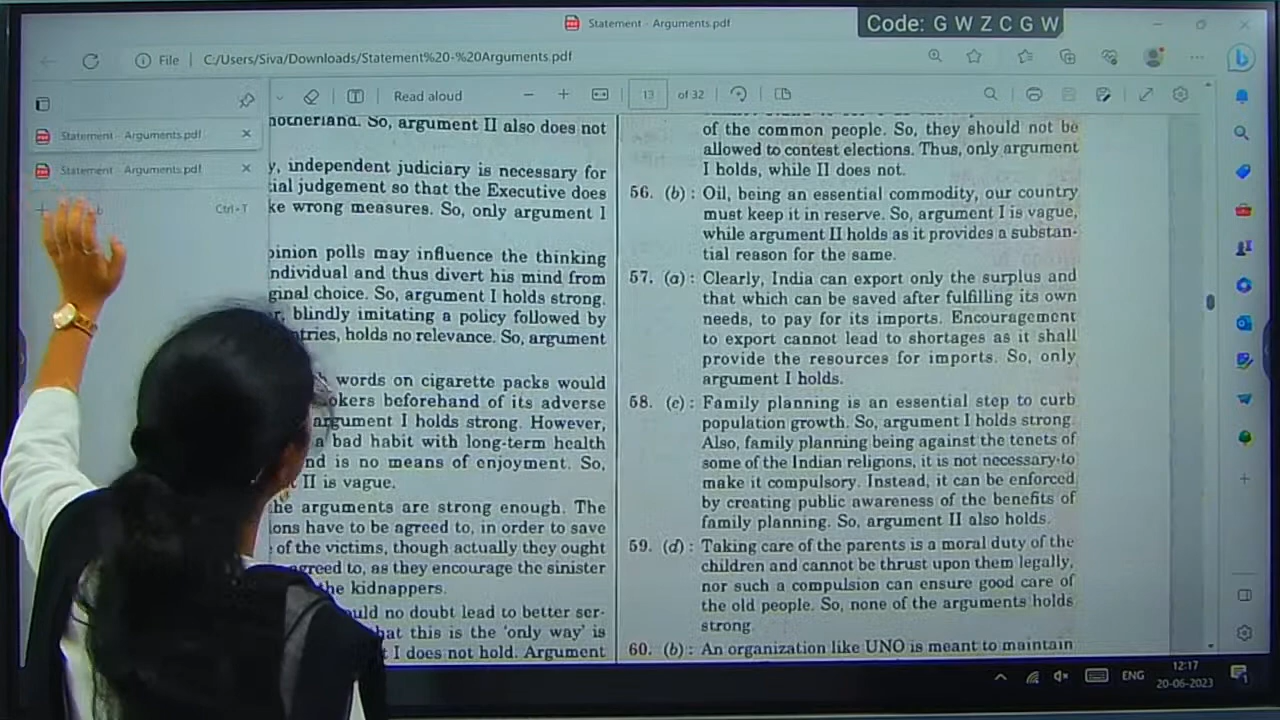 Statement - Arguments.pdf
Code: G W Z C G W
File | C:/Users/Siva/Downloads/Statement%20-%20Arguments.pdf
Read aloud
13 of 32
Statement - Arguments.pdf
Statement - Arguments.pdf
Ctrl+T
motherland. So, argument II also does not
y, independent judiciary is necessary for
ial judgement so that the Executive does
ke wrong measures. So, only argument I
pinion polls may influence the thinking
ndividual and thus divert his mind from
ginal choice. So, argument I holds strong.
r, blindly imitating a policy followed by
ntries, holds no relevance. So, argument
words on cigarette packs would
okers beforehand of its adverse
argument I holds strong. However,
a bad habit with long-term health
nd is no means of enjoyment. So,
II is vague.
he arguments are strong enough. The
ons have to be agreed to, in order to save
of the victims, though actually they ought
agreed to, as they encourage the sinister
the kidnappers.
ould no doubt lead to better ser-
hat this is the 'only way' is
t I does not hold. Argument
of the common people. So, they should not be
allowed to contest elections. Thus, only argument
I holds, while II does not.
56. (b) : Oil, being an essential commodity, our country
must keep it in reserve. So, argument I is vague,
while argument II holds as it provides a substan-
tial reason for the same.
57. (a) : Clearly, India can export only the surplus and
that which can be saved after fulfilling its own
needs, to pay for its imports. Encouragement
to export cannot lead to shortages as it shall
provide the resources for imports. So, only
argument I holds.
58. (c) : Family planning is an essential step to curb
population growth. So, argument I holds strong.
Also, family planning being against the tenets of
some of the Indian religions, it is not necessary to
make it compulsory. Instead, it can be enforced
by creating public awareness of the benefits of
family planning. So, argument II also holds.
59. (d) : Taking care of the parents is a moral duty of the
children and cannot be thrust upon them legally,
nor such a compulsion can ensure good care of
the old people. So, none of the arguments holds
strong.
60. (b) : An organization like UNO is meant to maintain
ENG
12:17
20-06-2023